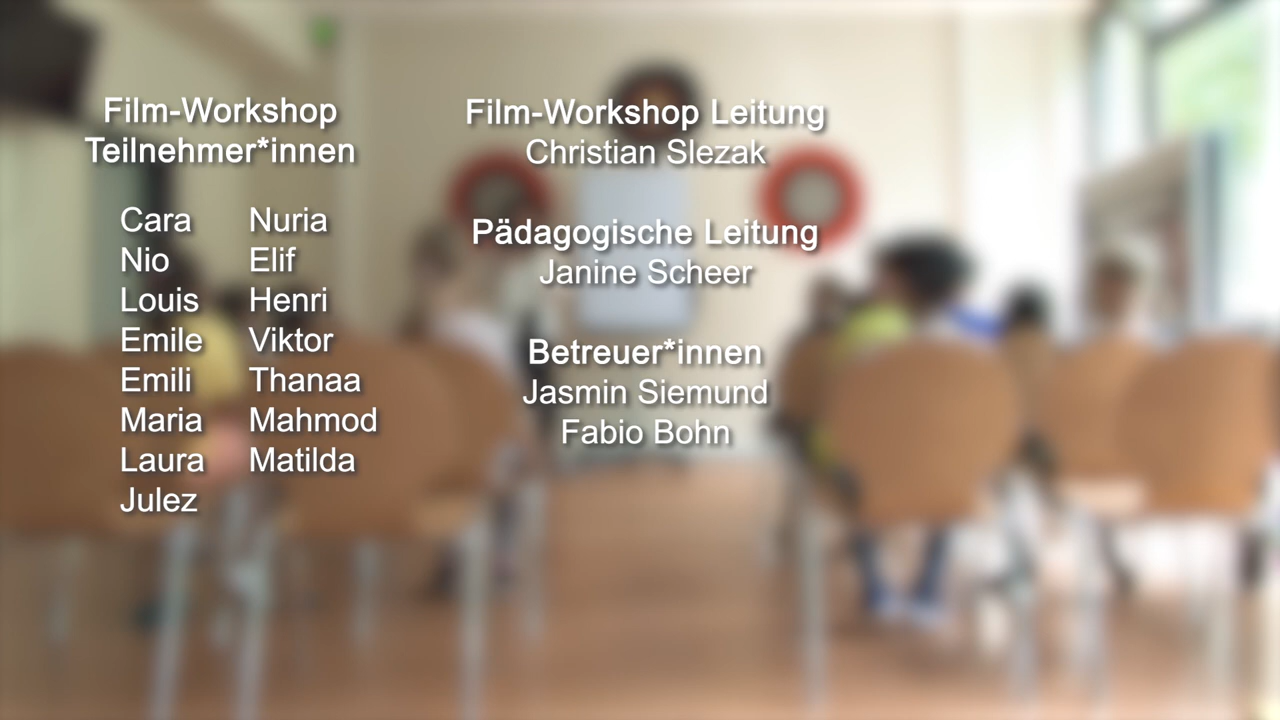 Film-Workshop
Teilnehmer*innen
Cara
Nio
Louis
Emile
Emili
Maria
Laura
Julez
Nuria
Elif
Henri
Viktor
Thanaa
Mahmod
Matilda
Film-Workshop Leitung
Christian Slezak
Pädagogische Leitung
Janine Scheer
Betreuer*innen
Jasmin Siemund
Fabio Bohn